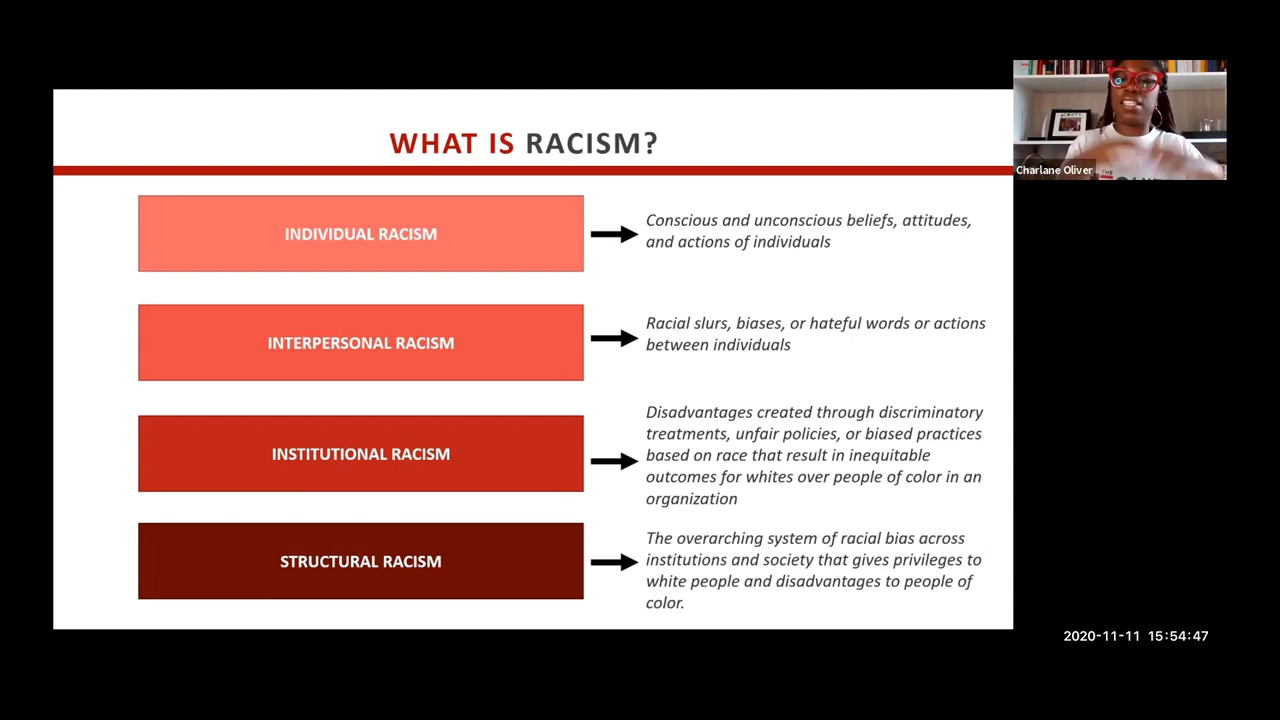 WHAT IS RACISM?
INDIVIDUAL RACISM
Conscious and unconscious beliefs, attitudes,
and actions of individuals
INTERPERSONAL RACISM
Racial slurs, biases, or hateful words or actions
between individuals
INSTITUTIONAL RACISM
Disadvantages created through discriminatory
treatments, unfair policies, or biased practices
based on race that result in inequitable
outcomes for whites over people of color in an
organization
STRUCTURAL RACISM
The overarching system of racial bias across
institutions and society that gives privileges to
white people and disadvantages to people of
color.
Charlane Oliver
THE
2020-11-11 15:54:47